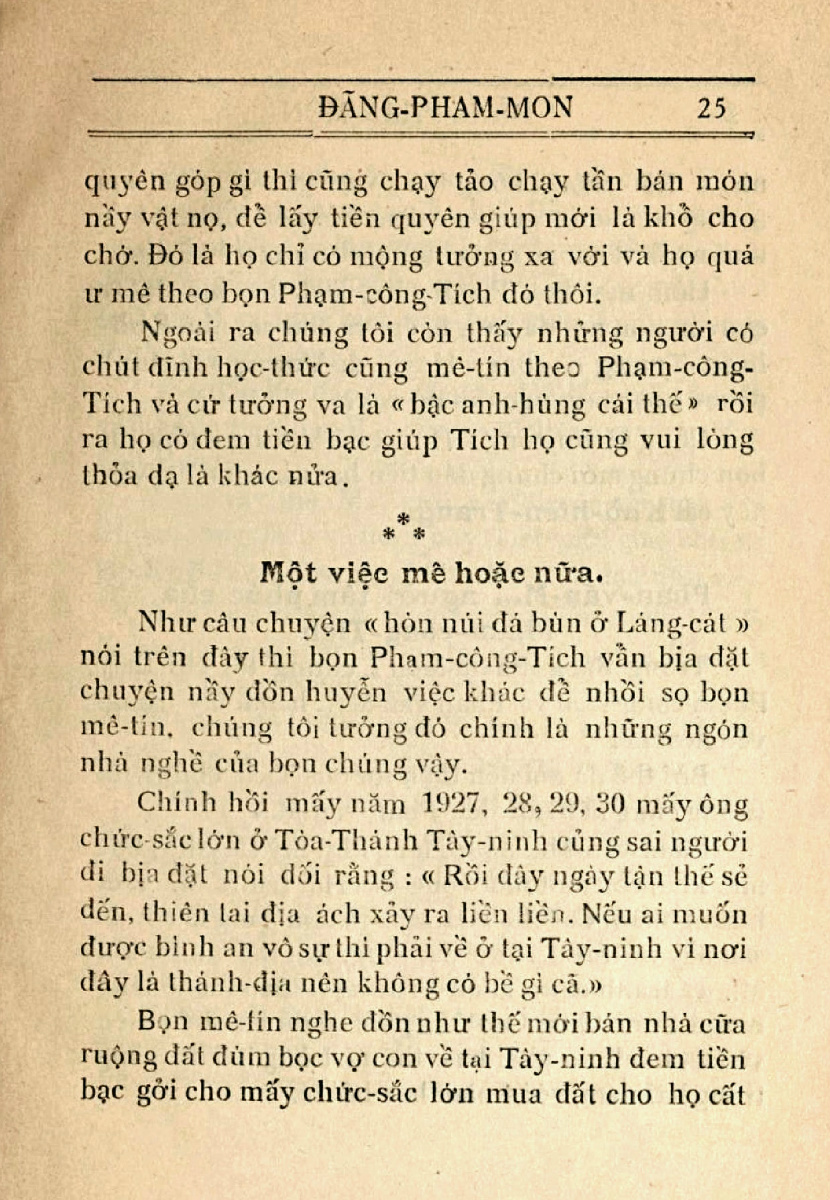 ĐĂNG-PHAM-MON 25
quyên góp gì thì cũng chạy tảo chạy tần bán món
nầy vật nọ, để lấy tiền quyên giúp mới là khổ cho
chớ. Đó là họ chỉ có mộng tưởng xa vời và họ quá
ư mê theo bọn Phạm-công-Tích đó thôi.
Ngoài ra chúng tôi còn thấy những người có
chút đĩnh học-thức cũng mê-tín theo Phạm-công-
Tích và cứ tưởng va là «bậc anh-hùng cái thế» rồi
ra họ có đem tiền bạc giúp Tích họ cũng vui lòng
thỏa dạ là khác nửa.
*
* *
Một việc mê hoặc nữa.
Như câu chuyện «hòn núi đá bùn ở Láng-cát»
nói trên đây thì bọn Phạm-công-Tích vẫn bịa đặt
chuyện nầy đồn huyễn việc khác để nhồi sọ bọn
mê-tín, chúng tôi tưởng đó chính là những ngón
nhà nghề của bọn chúng vậy.
Chính hồi mấy năm 1927, 28, 29, 30 mấy ông
chức-sắc lớn ở Tòa-Thánh Tây-ninh củng sai người
đi bịa đặt nói dối rằng : « Rồi đây ngày tận thế sẻ
đến, thiên tai địa ách xảy ra liền liền. Nếu ai muốn
được bình an vô sự thì phải về ở tại Tây-ninh vì nơi
đây là thánh-địa nên không có bề gì cả.»
Bọn mê-tín nghe đồn như thế mới bán nhà cữa
ruộng đất đùm bọc vợ con về tại Tây-ninh đem tiền
bạc gởi cho mấy chức-sắc lớn mua đất cho họ cất